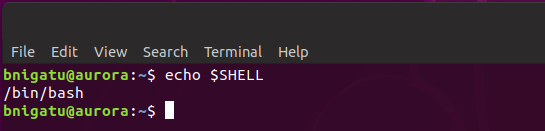 File Edit View Search Terminal Help
bnigatu@aurora:~$ echo $SHELL
/bin/bash
bnigatu@aurora:~$